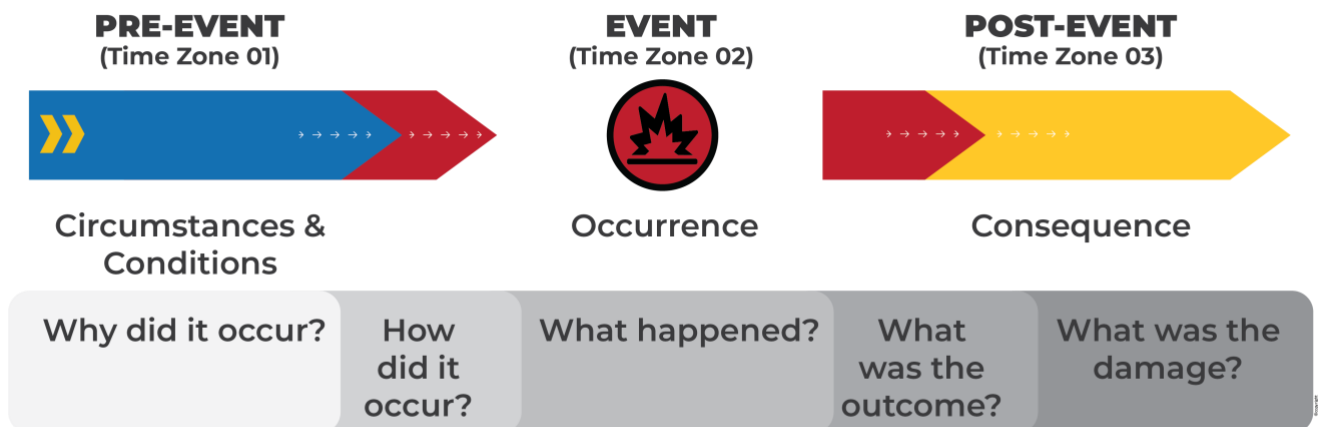 PRE-EVENT
(Time Zone 01)
EVENT
(Time Zone 02)
POST-EVENT
(Time Zone 03)
Circumstances &
Conditions
Occurrence
Consequence
Why did it occur?
How
did it
occur?
What happened?
What
was the
outcome?
What was the
damage?